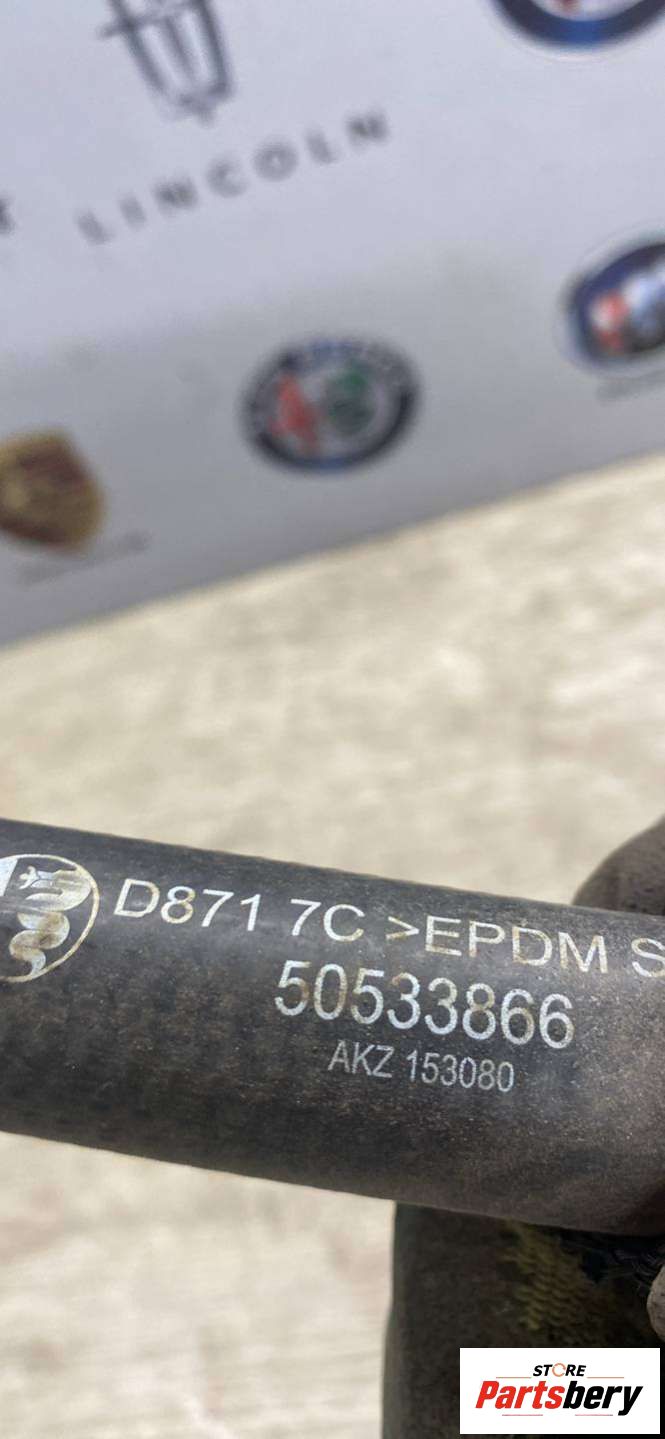 LINCOLN
D871 7C >EPDM S
50533866
AKZ 153080
STORE
Partsbery